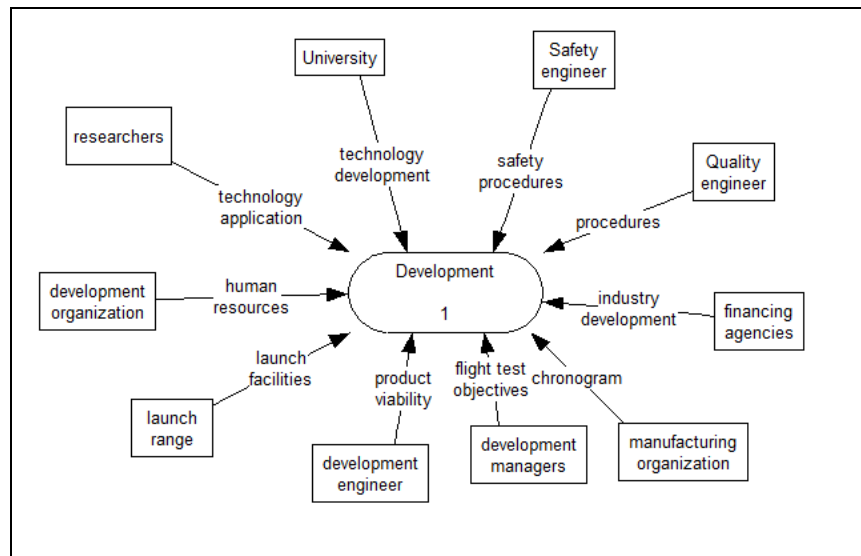 University
Safety
engineer
researchers
technology
development
safety
procedures
Quality
engineer
technology
application
procedures
Development
1
development
organization
human
resources
industry
development
financing
agencies
launch
facilities
product
viability
flight test
objectives
chronogram
launch
range
development
engineer
development
managers
manufacturing
organization